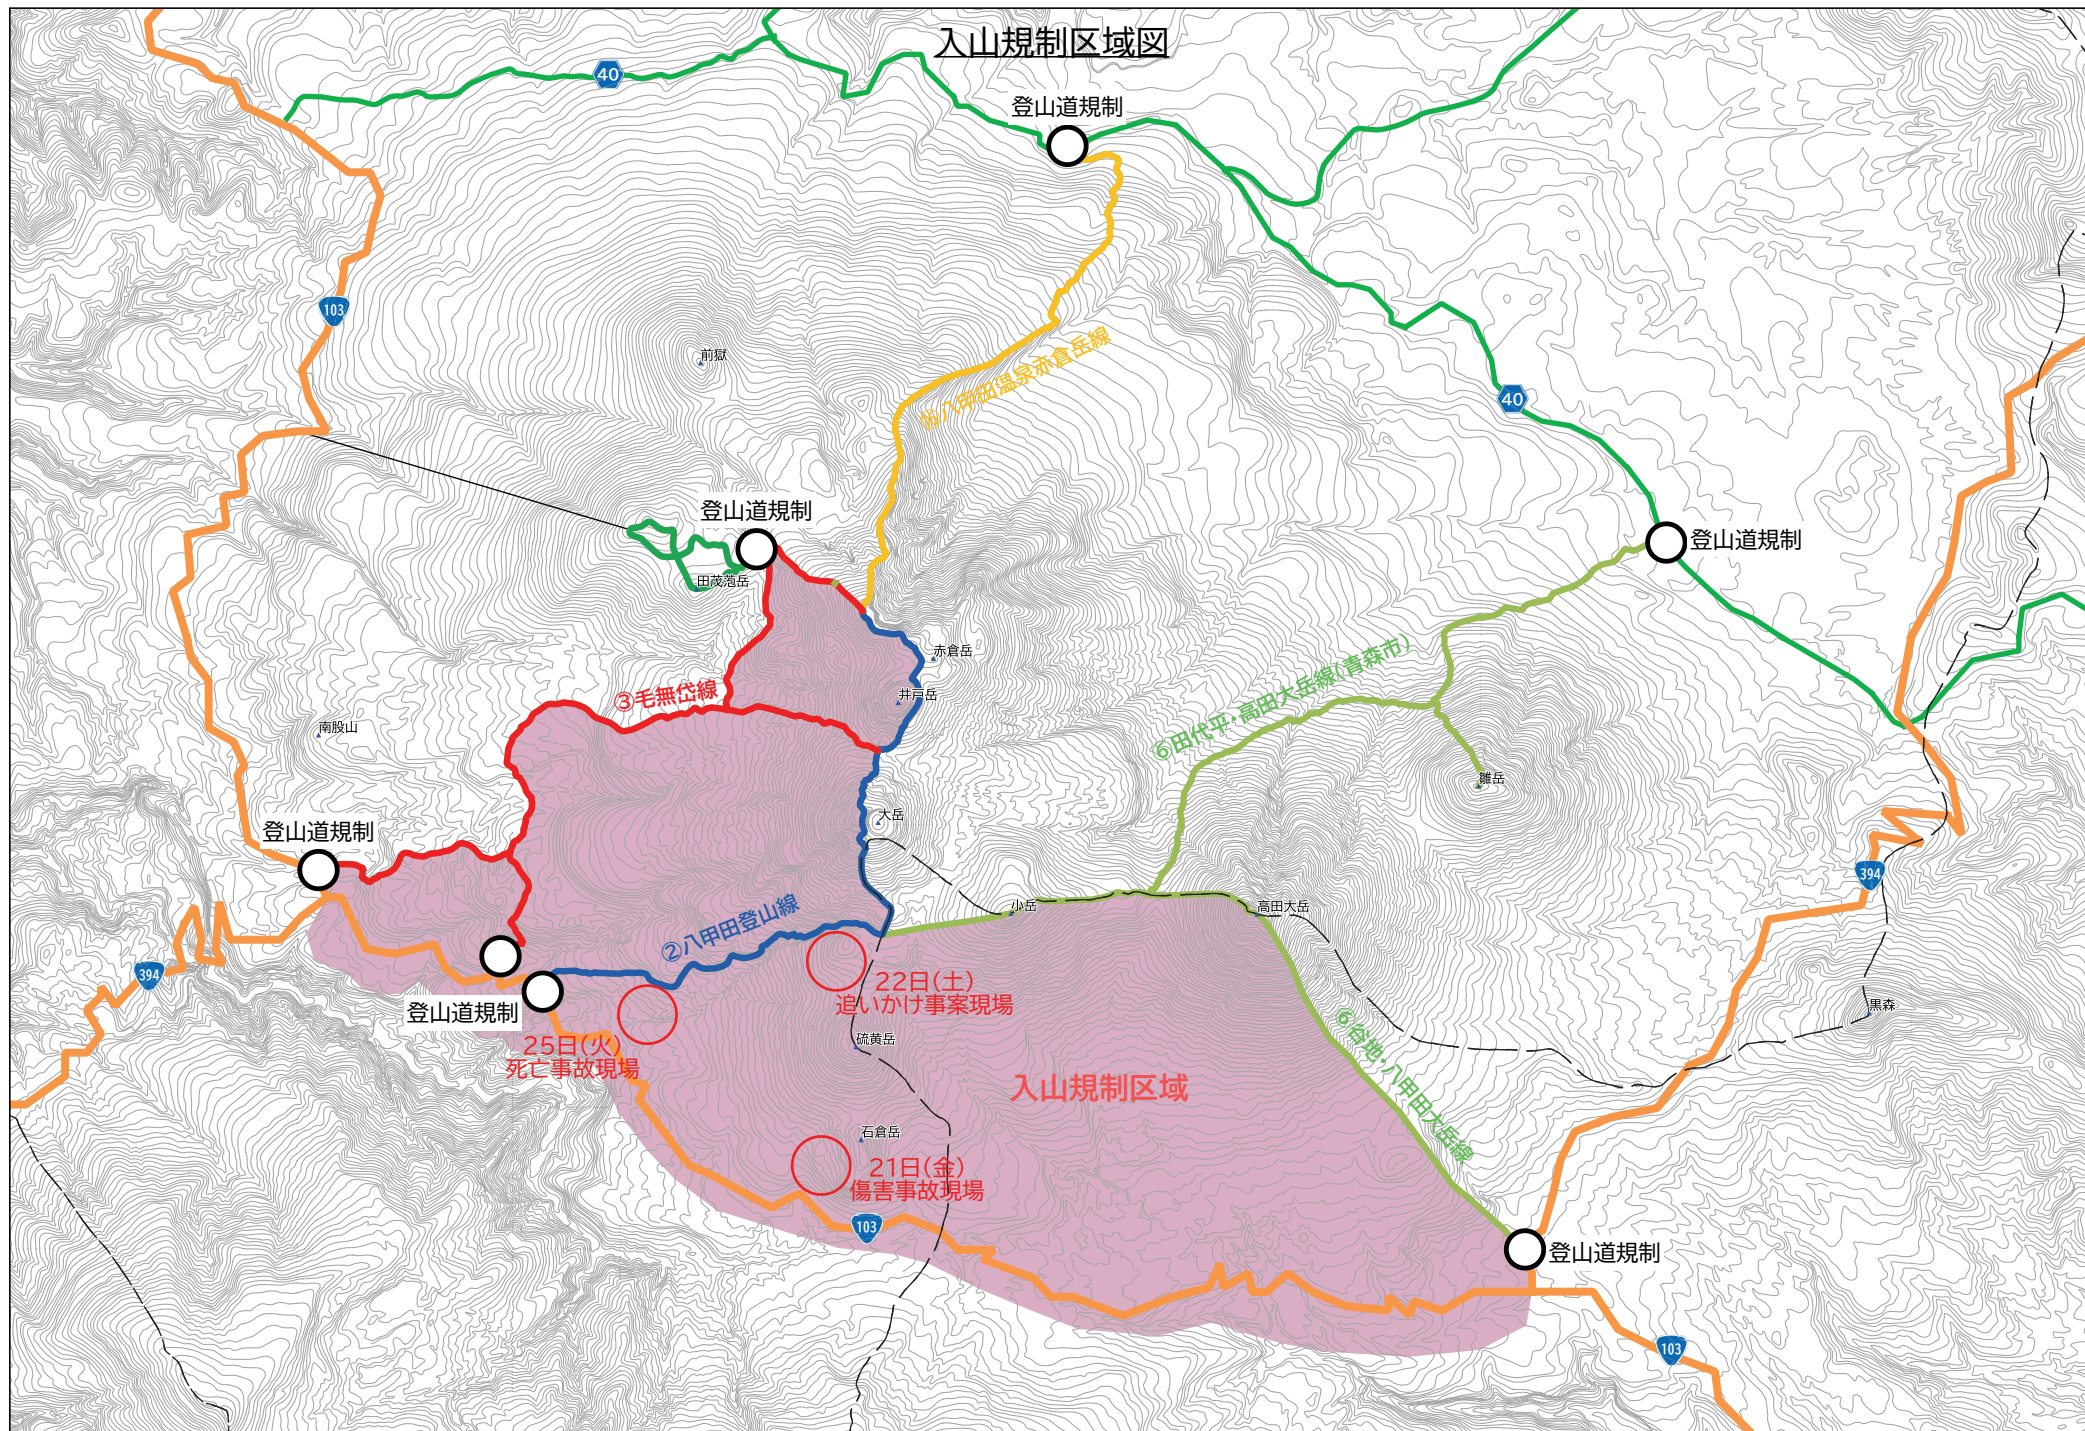 入山規制区域図
40
登山道規制
103
前嶽
⑯八甲田温泉赤倉岳線
40
登山道規制
登山道規制
田茂萢岳
赤倉岳
⑥田代平・高田大岳線(青森市)
③毛無岱線
井戸岳
南股山
雛岳
大岳
登山道規制
394
②八甲田登山線
小岳
高田大岳
394
22日(土)
追いかけ事案現場
登山道規制
黒森
25日(火)
死亡事故現場
硫黄岳
⑥谷地・八甲田大岳線
入山規制区域
石倉岳
21日(金)
傷害事故現場
103
登山道規制
103